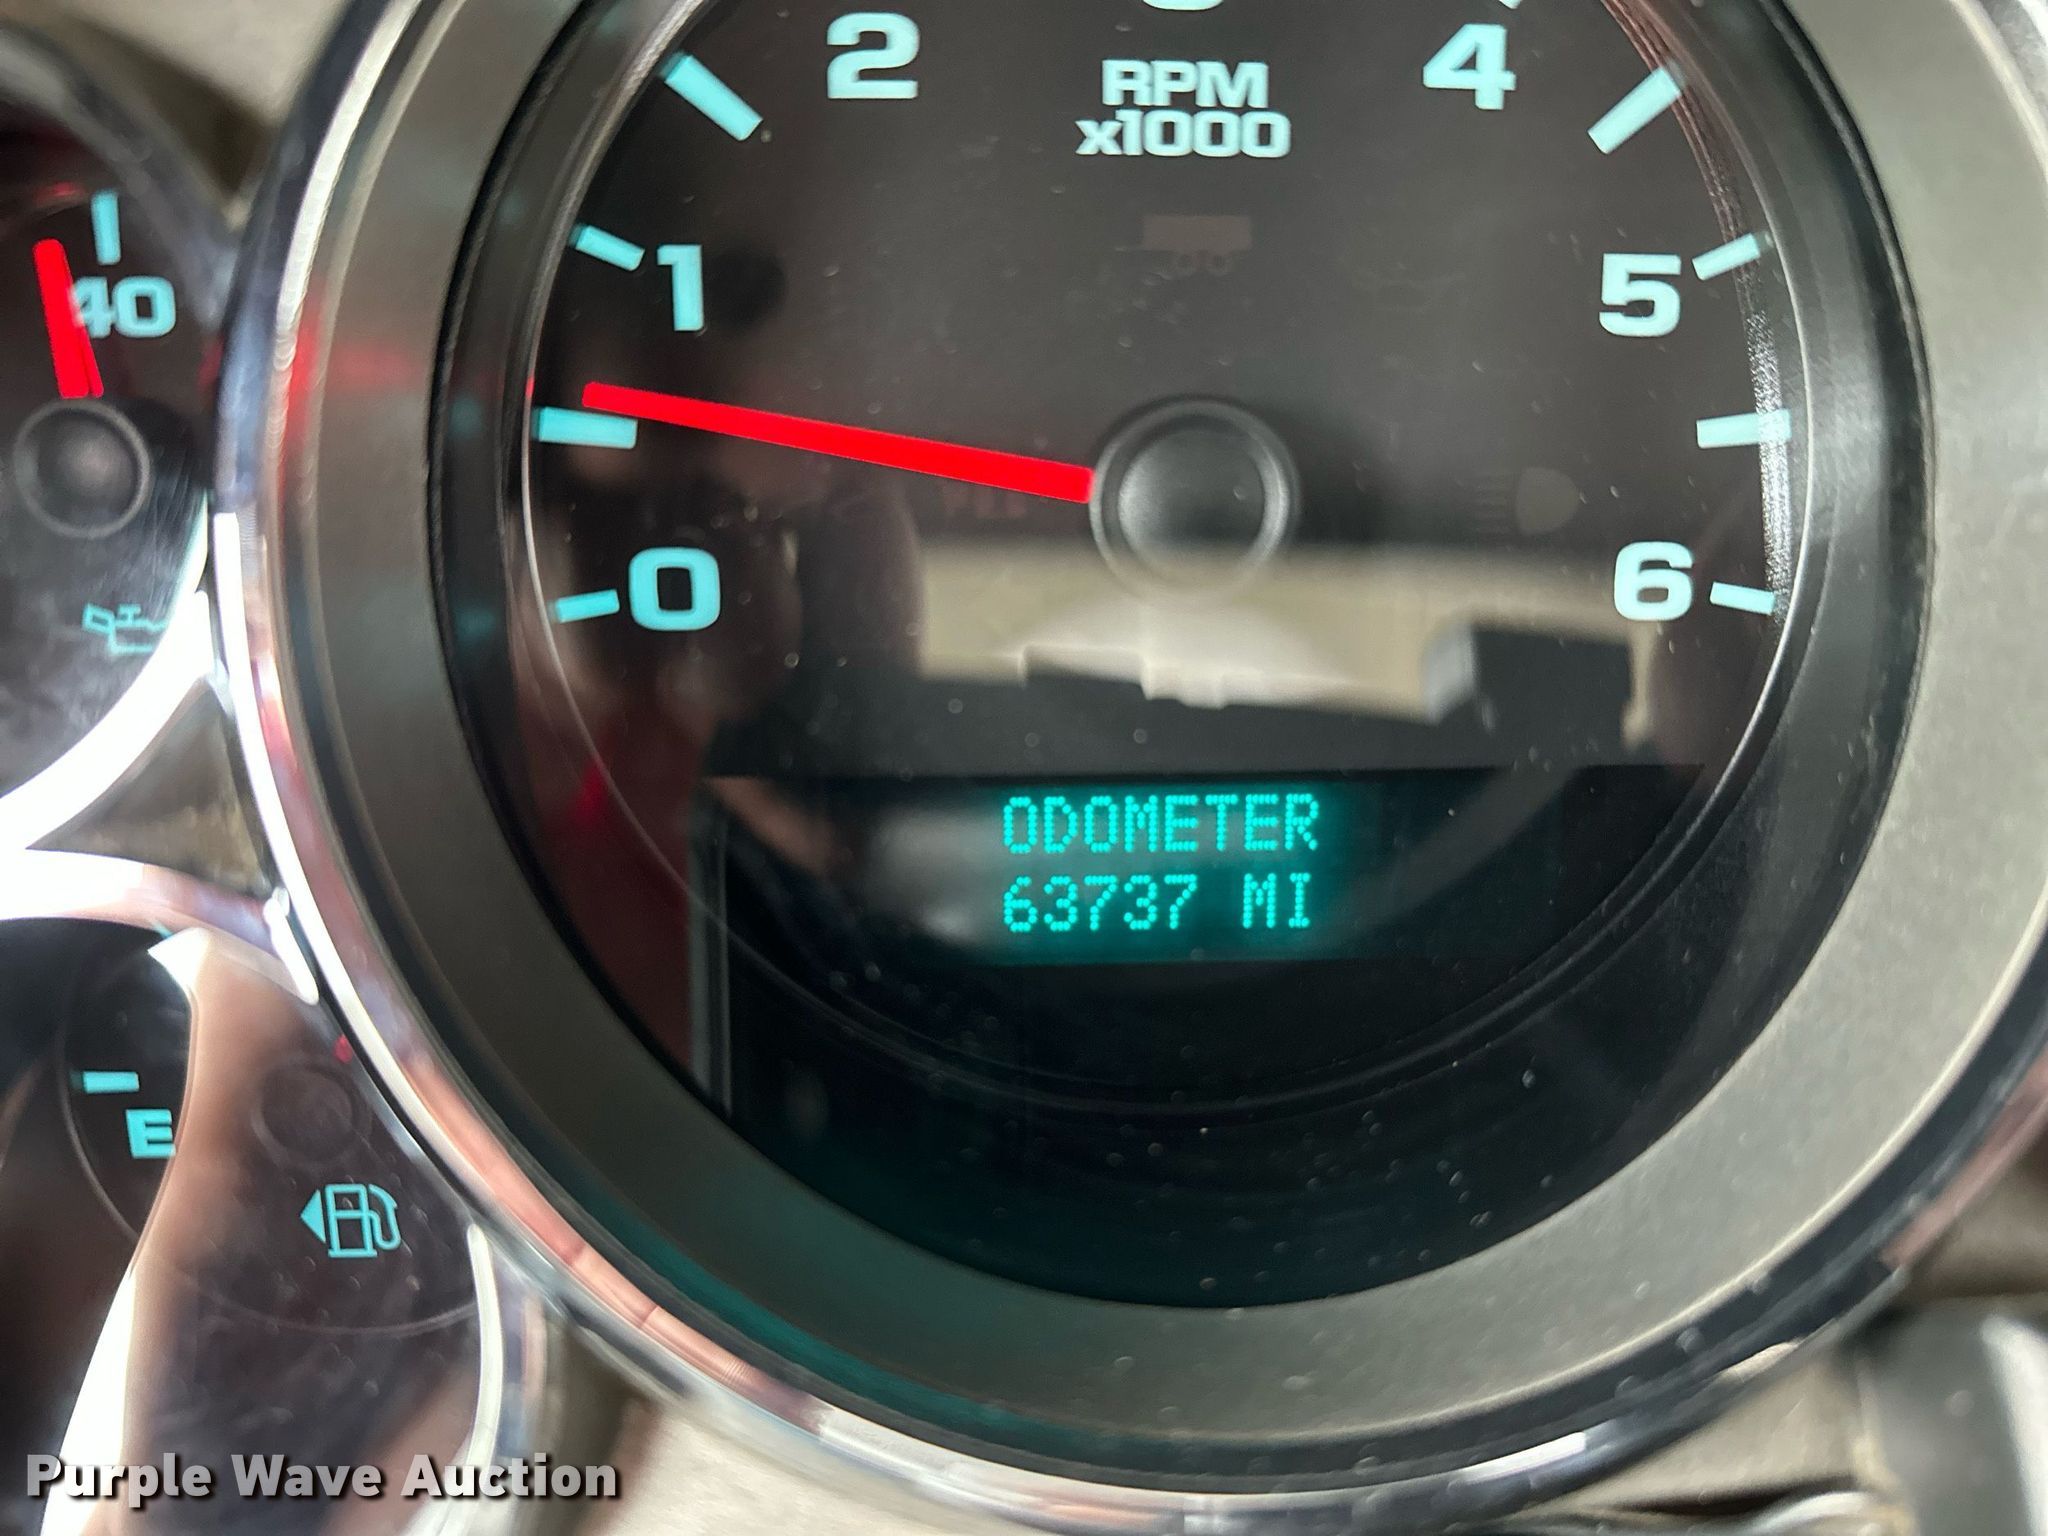 2
4
RPM
x1000
1
5
40
0
6
ODOMETER
63737 MI
E
Purple Wave Auction